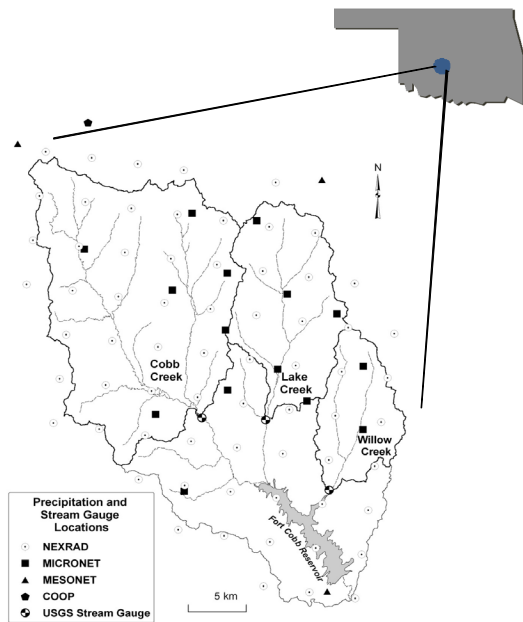 N
Cobb
Creek
Lake
Creek
Willow
Creek
Fort Cobb Reservoir
Precipitation and
Stream Gauge
Locations
NEXRAD
MICRONET
MESONET
COOP
USGS Stream Gauge
5 km